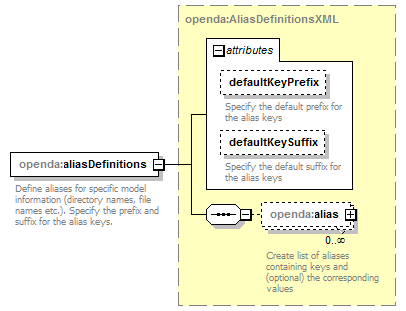 openda:AliasDefinitionsXML
attributes
defaultKeyPrefix
Specify the default prefix for
the alias keys
defaultKeySuffix
Specify the default suffix for
the alias keys
openda:aliasDefinitions
Define aliases for specific model
information (directory names, file
names etc.). Specify the prefix and
suffix for the alias keys.
openda:alias
0..∞
Create list of aliases
containing keys and
(optional) the corresponding
values